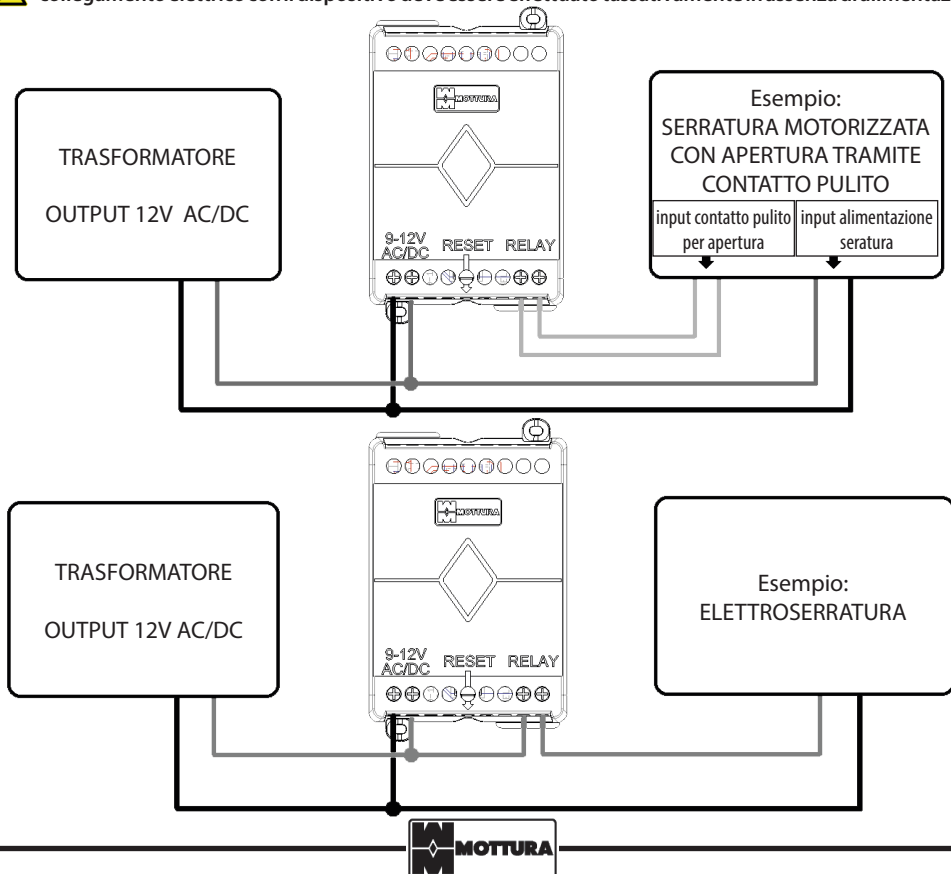 collegamento elettrico con il dispositivo deve essere effettuato tassativamente in assenza di alimentaz
MOTTURA
TRASFORMATORE
OUTPUT 12V AC/DC
9-12V
AC/DC
RESET
RELAY
Esempio:
SERRATURA MOTORIZZATA
CON APERTURA TRAMITE
CONTATTO PULITO
input contatto pulito
per apertura
input alimentazione
seratura
MOTTURA
TRASFORMATORE
OUTPUT 12V AC/DC
9-12V
AC/DC
RESET
RELAY
Esempio:
ELETTROSERRATURA
MOTTURA